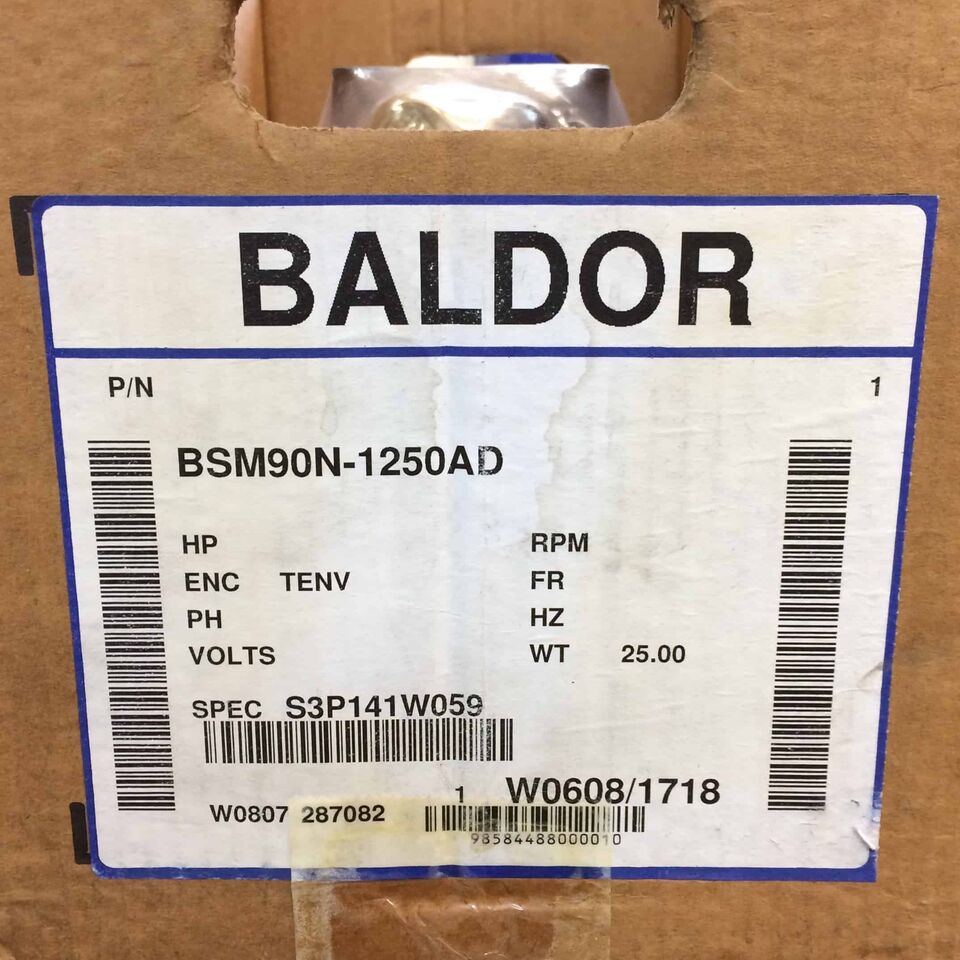 BALDOR
P/N 1
BSM90N-1250AD
HP RPM
ENC TENV FR
PH HZ
VOLTS WT 25.00
SPEC S3P141W059
1 W0608/1718
W0807 287082
98584488000010